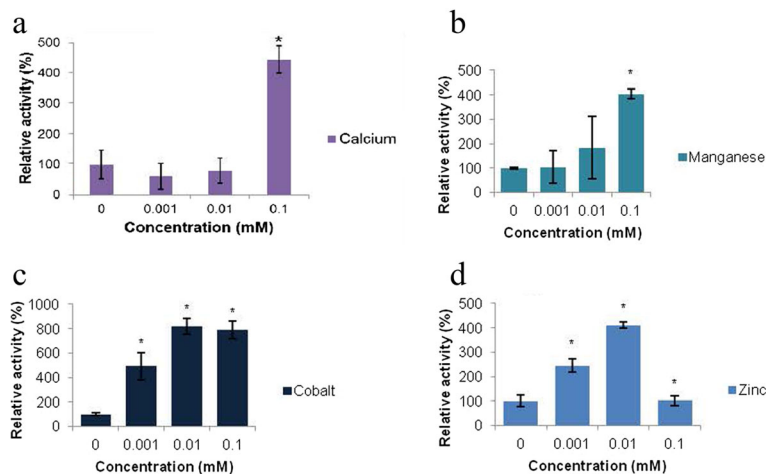 a
500
400
300
200
100
0
Relative activity (%)
*
0 0.001 0.01 0.1
Concentration (mM)
Calcium
b
500
400
300
200
100
0
Relative activity (%)
*
0 0.001 0.01 0.1
Concentration (mM)
Manganese
c
1000
800
600
400
200
0
Relative activity (%)
* * *
0 0.001 0.01 0.1
Concentration (mM)
Cobalt
d
500
400
300
200
100
0
Relative activity (%)
* * *
0 0.001 0.01 0.1
Concentration (mM)
Zinc